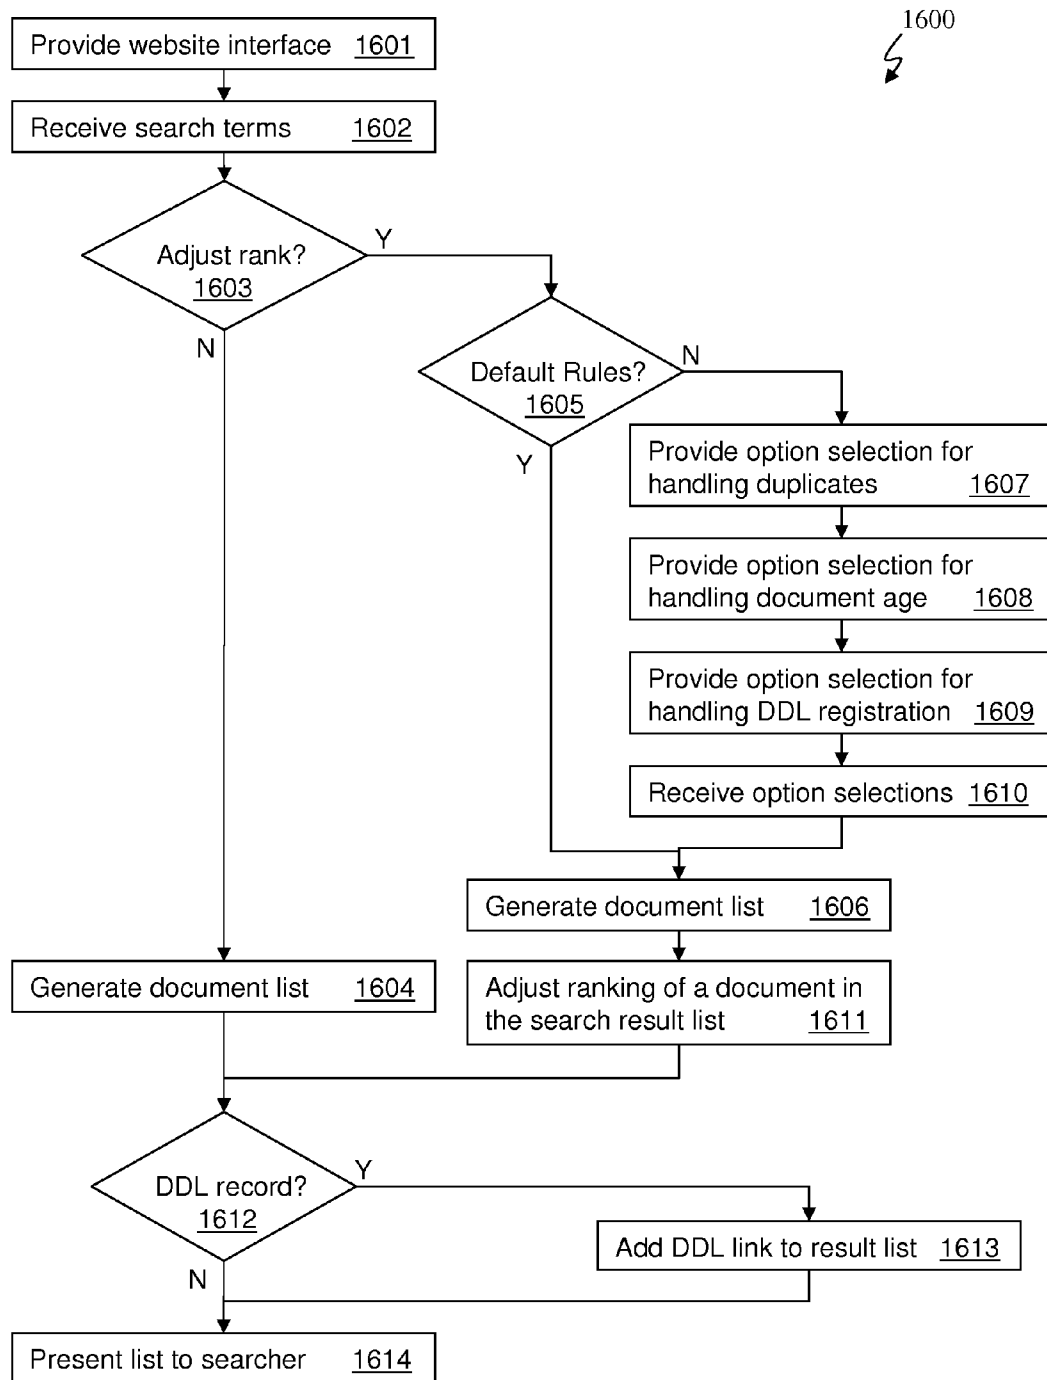 1600
Provide website interface 1601
Receive search terms 1602
Adjust rank?
1603
Y
N
Default Rules?
1605
N
Y
Provide option selection for
handling duplicates 1607
Provide option selection for
handling document age 1608
Provide option selection for
handling DDL registration 1609
Receive option selections 1610
Generate document list 1606
Generate document list 1604
Adjust ranking of a document in
the search result list 1611
DDL record?
1612
Y
N
Add DDL link to result list 1613
Present list to searcher 1614